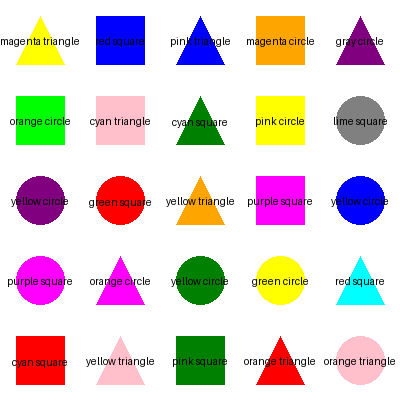 magenta triangle red square pink triangle magenta circle gray circle
orange circle cyan triangle cyan square pink circle lime square
yellow circle green square yellow triangle purple square yellow circle
purple square orange circle yellow circle green circle red square
cyan square yellow triangle pink square orange triangle orange triangle